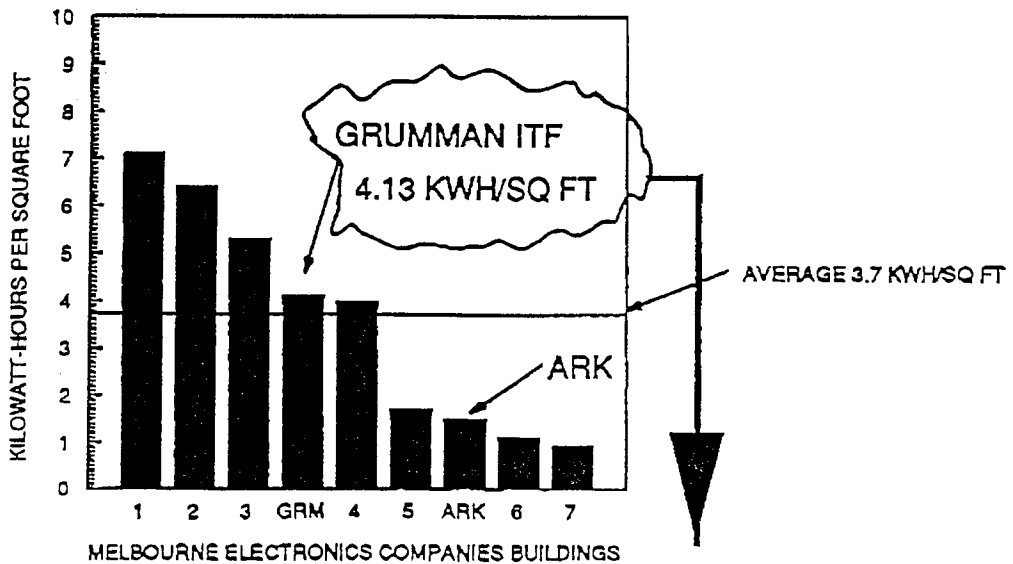 10
9
8
7
6
5
4
3
2
1
0
KILOWATT-HOURS PER SQUARE FOOT
GRUMMAN ITF
4.13 KWH/SQ FT
AVERAGE 3.7 KWH/SQ FT
ARK
1 2 3 GRM 4 5 ARK 6 7
MELBOURNE ELECTRONICS COMPANIES BUILDINGS